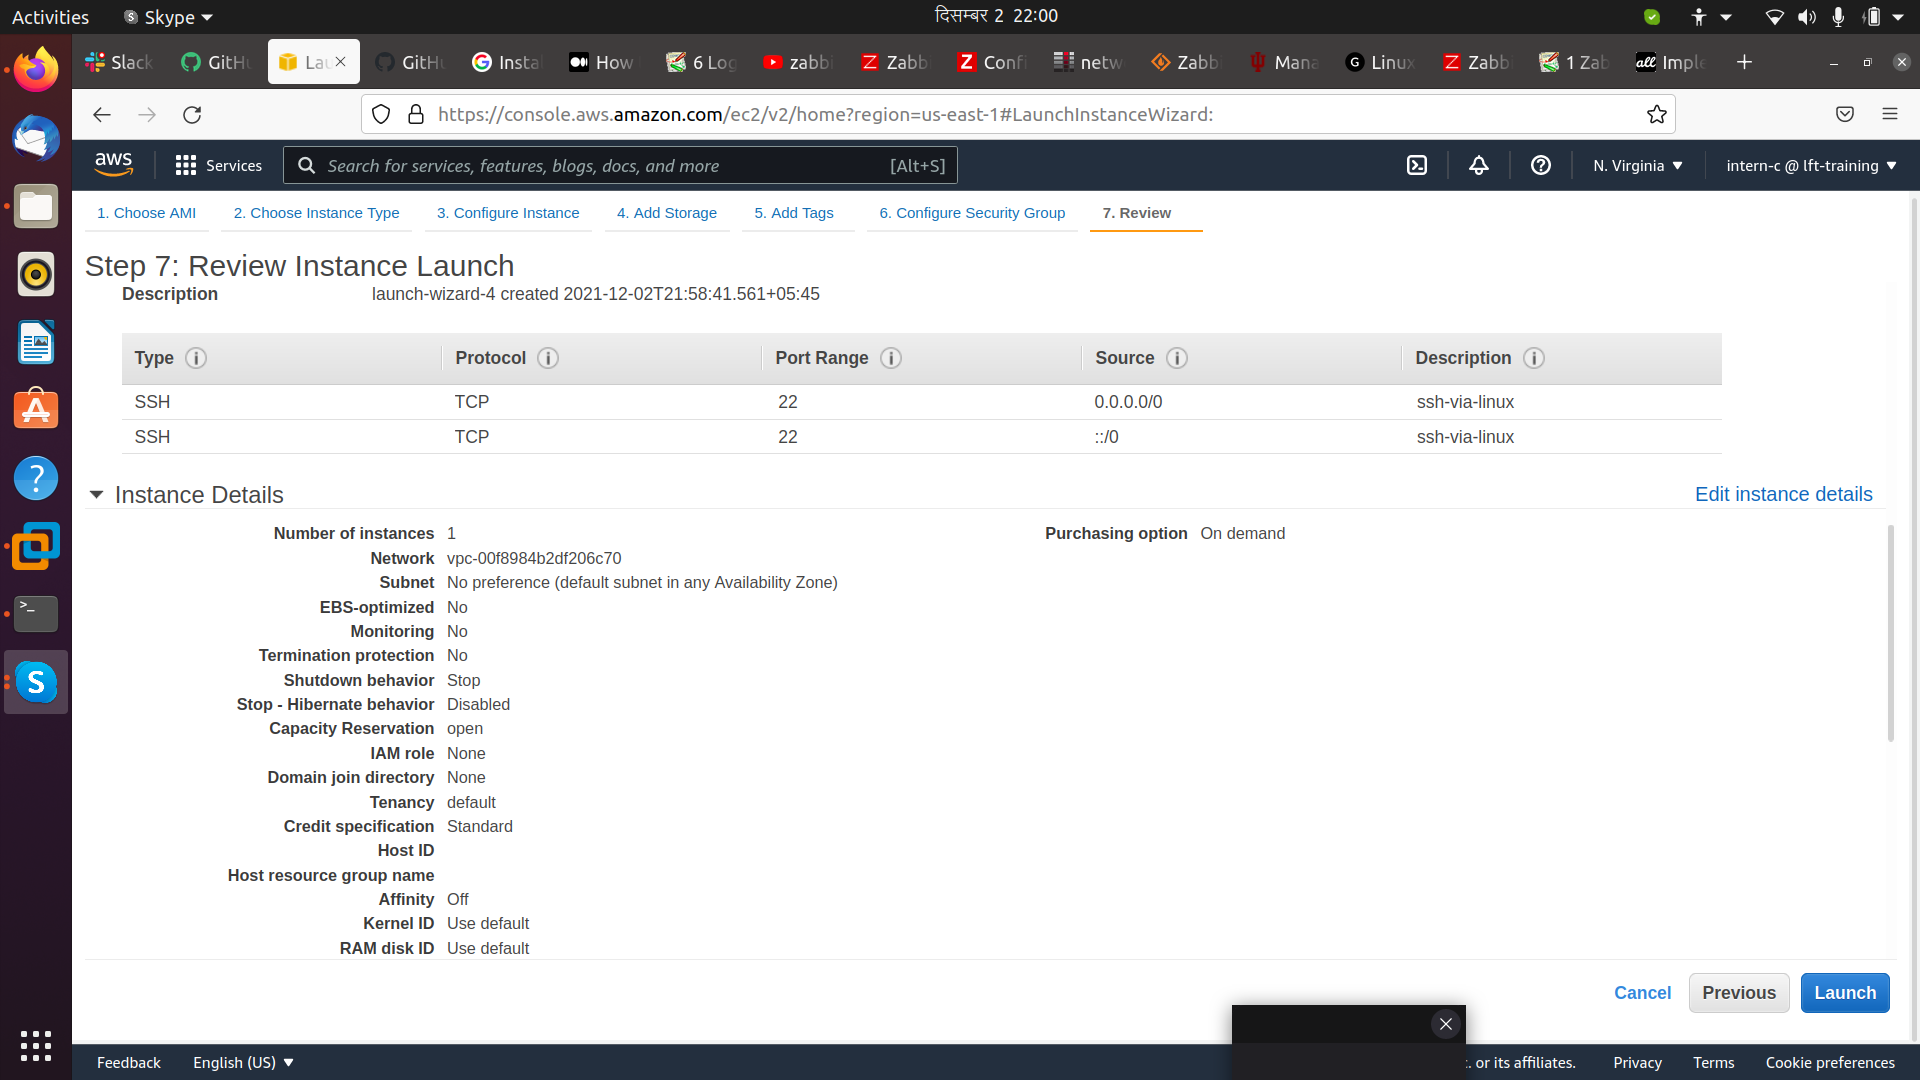 Activities Skype दिसम्बर 2 22:00
Slack GitHu Lau GitHu Instal How 6 Log zabbi Zabb Confi netw Zabb Mana Linux Zabb 1 Zab Imple
https://console.aws.amazon.com/ec2/v2/home?region=us-east-1#LaunchInstanceWizard:
aws Services Search for services, features, blogs, docs, and more [Alt+S] N. Virginia intern-c @ lft-training
1. Choose AMI 2. Choose Instance Type 3. Configure Instance 4. Add Storage 5. Add Tags 6. Configure Security Group 7. Review
Step 7: Review Instance Launch
Description launch-wizard-4 created 2021-12-02T21:58:41.561+05:45
Type Protocol Port Range Source Description
SSH TCP 22 0.0.0.0/0 ssh-via-linux
SSH TCP 22 ::/0 ssh-via-linux
Instance Details Edit instance details
Number of instances 1 Purchasing option On demand
Network vpc-00f8984b2df206c70
Subnet No preference (default subnet in any Availability Zone)
EBS-optimized No
Monitoring No
Termination protection No
Shutdown behavior Stop
Stop - Hibernate behavior Disabled
Capacity Reservation open
IAM role None
Domain join directory None
Tenancy default
Credit specification Standard
Host ID
Host resource group name
Affinity Off
Kernel ID Use default
RAM disk ID Use default
Cancel Previous Launch
Feedback English (US) . or its affiliates. Privacy Terms Cookie preferences